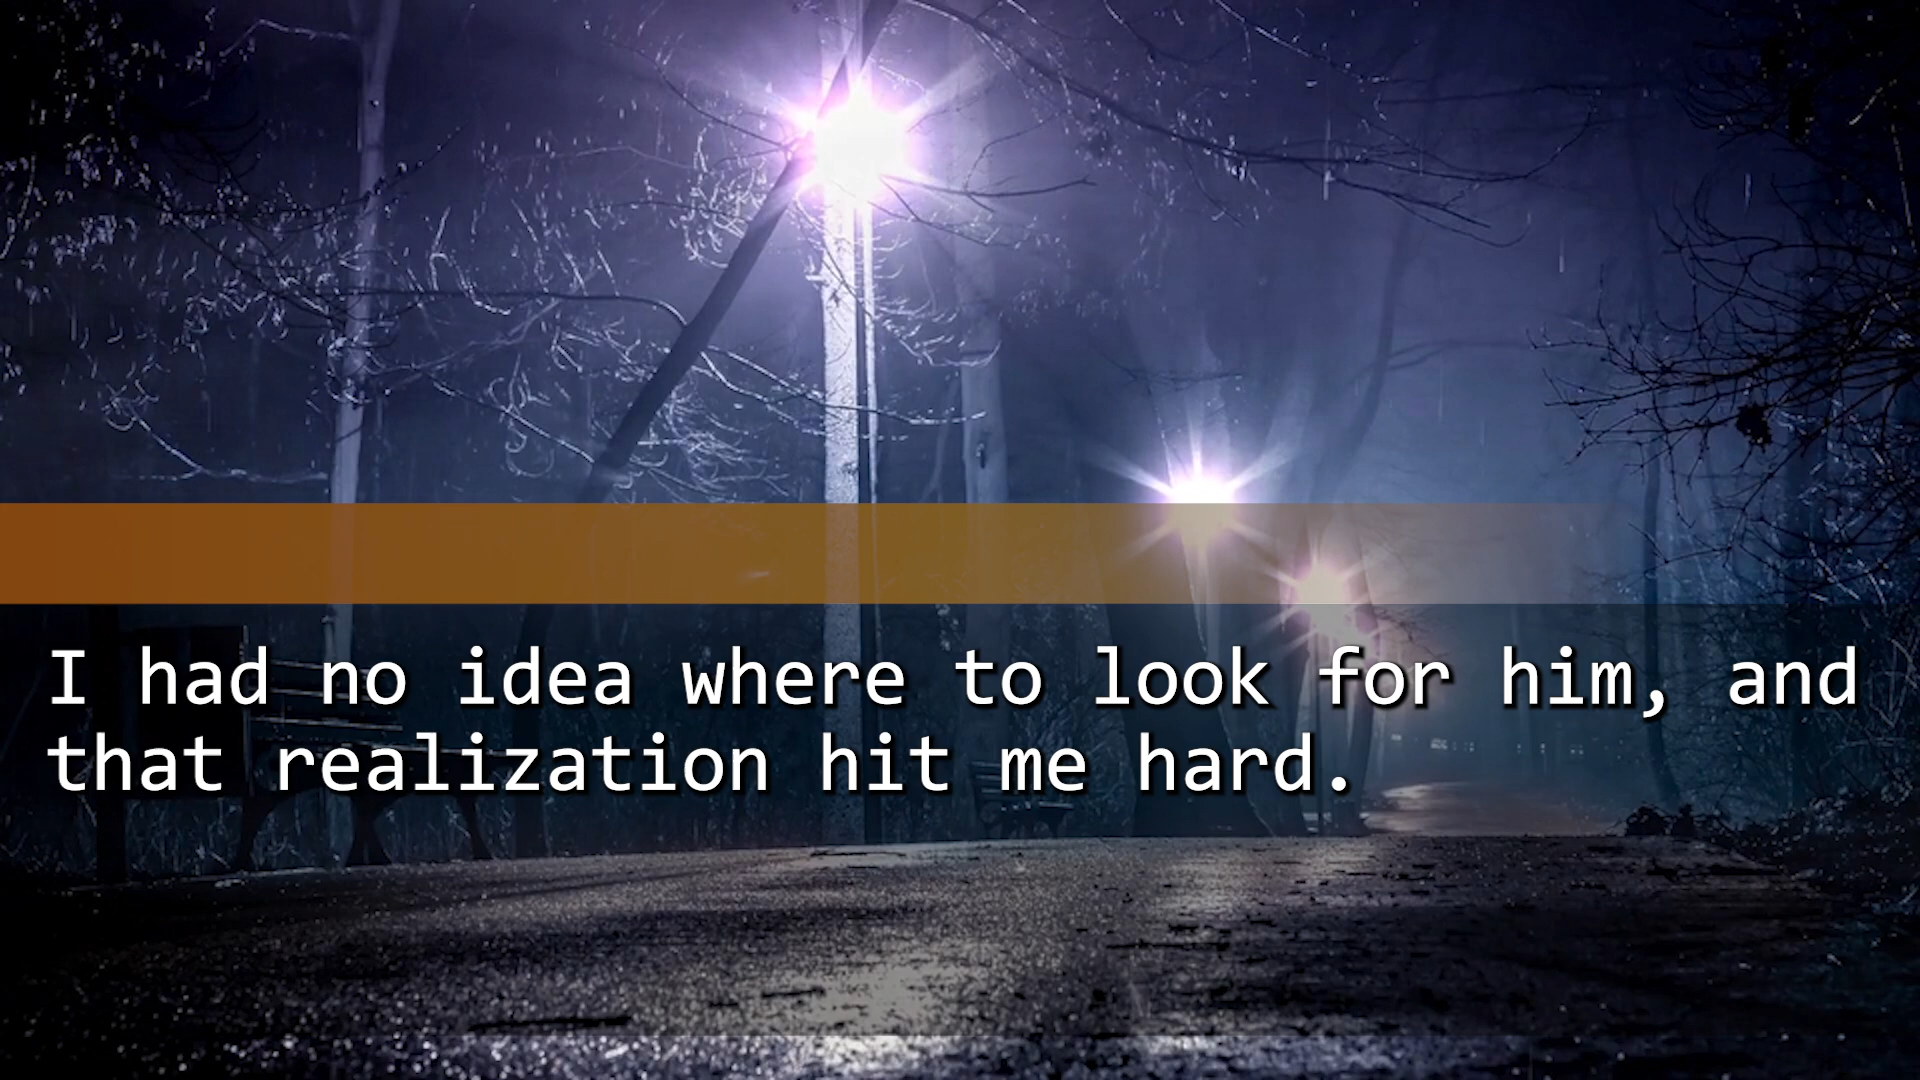 I had no idea where to look for him, and
that realization hit me hard.